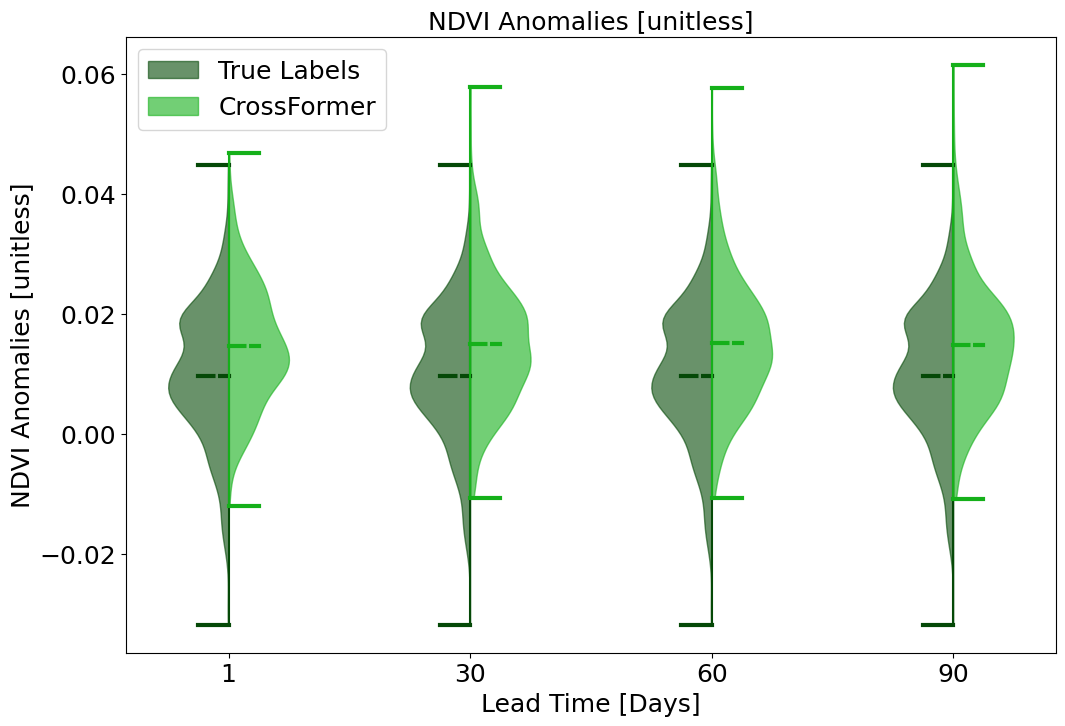 NDVI Anomalies [unitless]
True Labels
CrossFormer
NDVI Anomalies [unitless]
0.06
0.04
0.02
0.00
−0.02
1
30
60
90
Lead Time [Days]